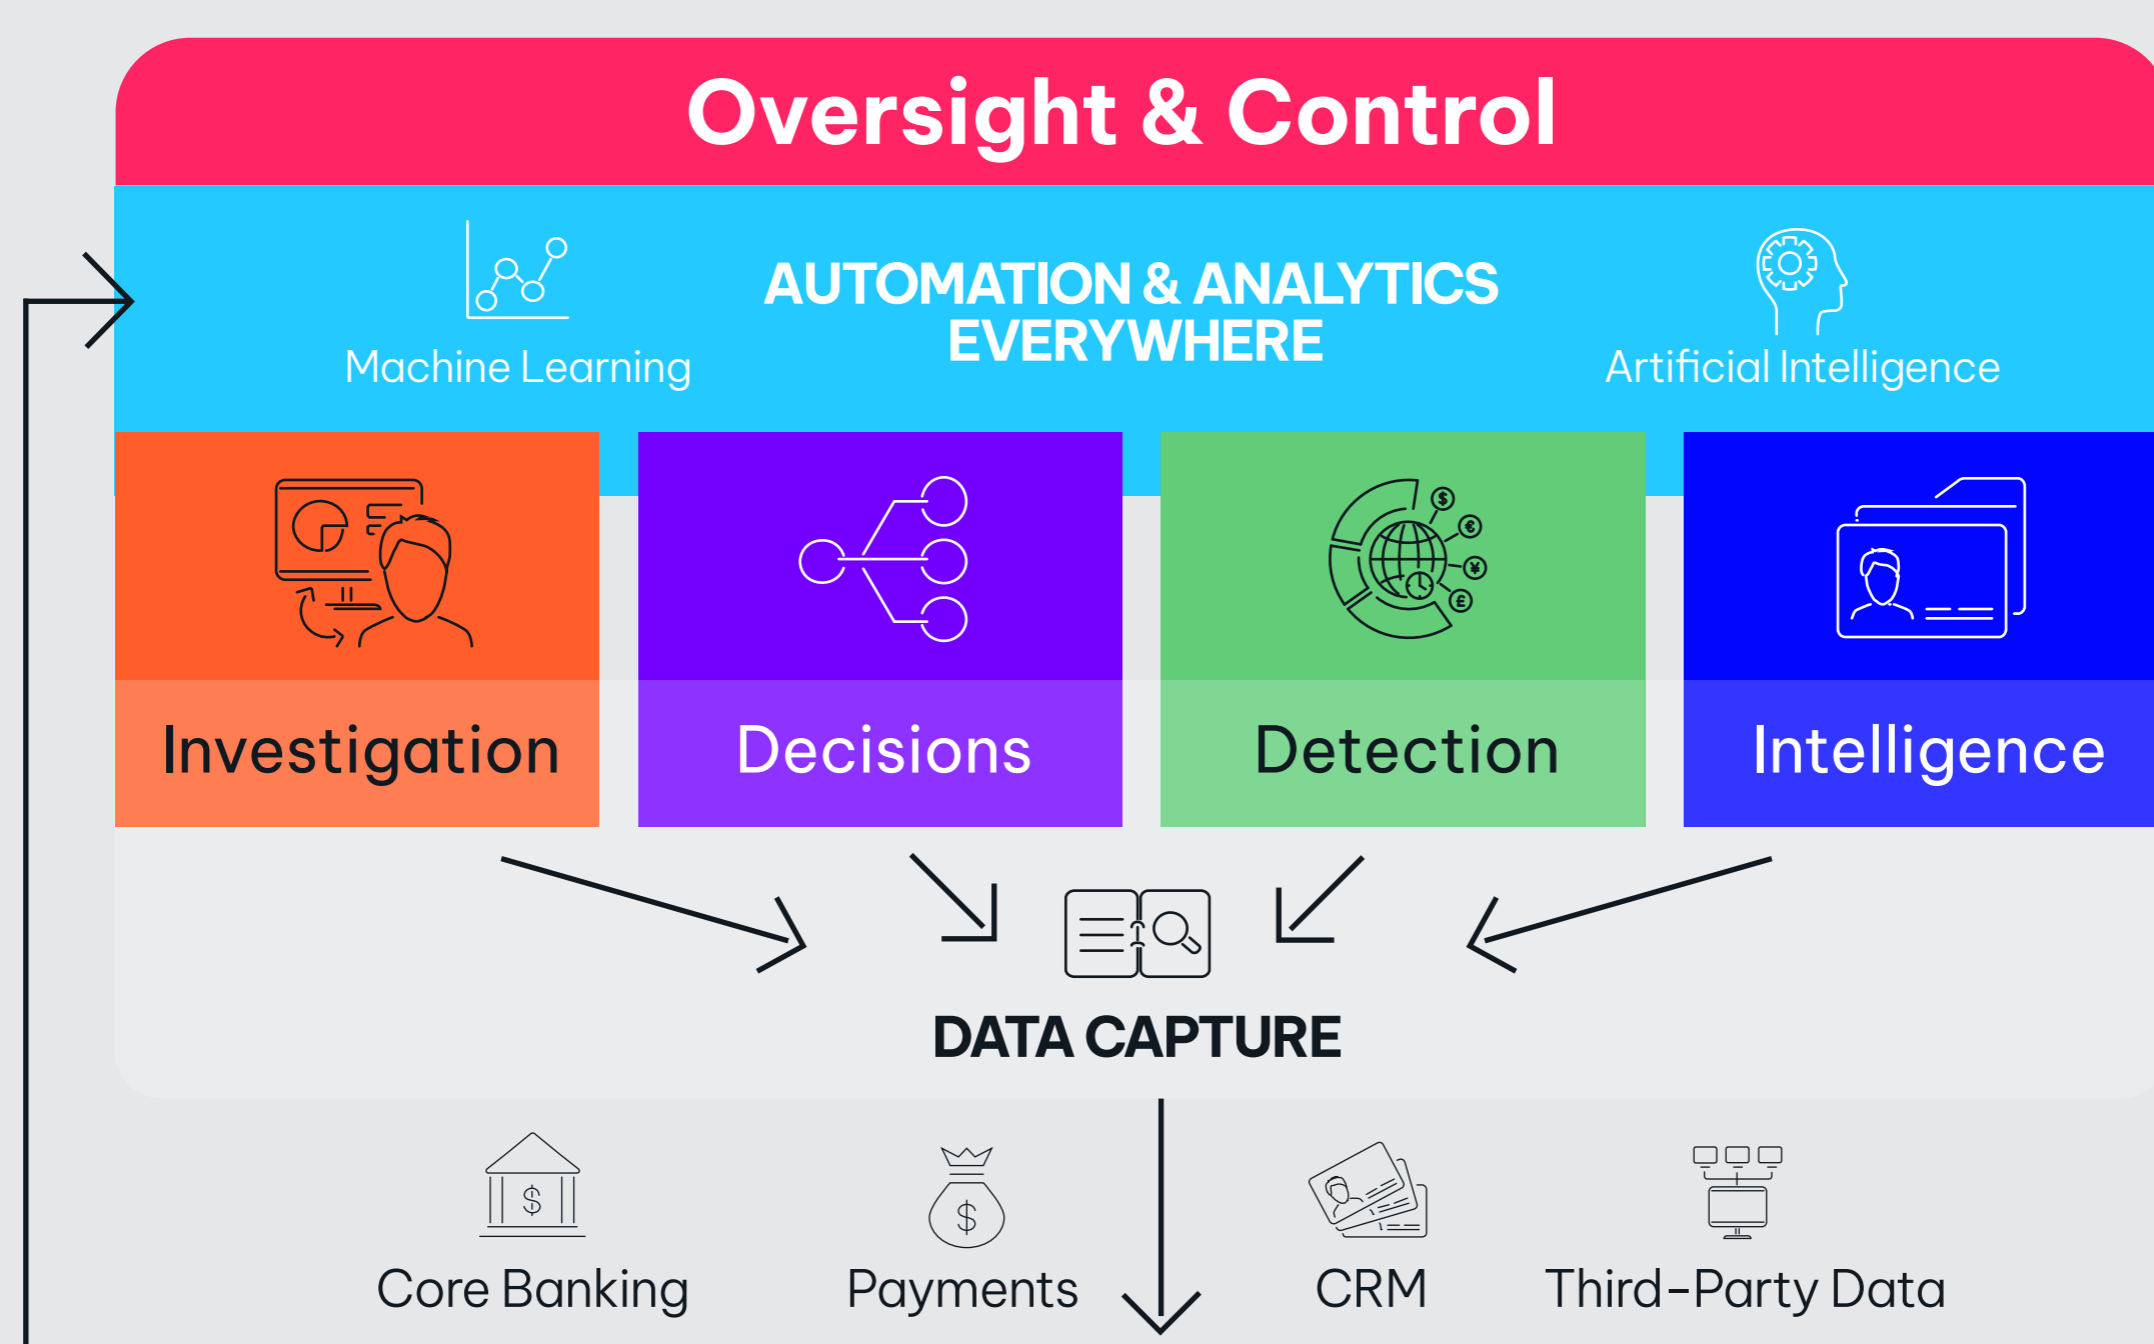 Oversight & Control
AUTOMATION & ANALYTICS
EVERYWHERE
Machine Learning
Artificial Intelligence
$
€
¥
£
Investigation
Decisions
Detection
Intelligence
DATA CAPTURE
$
$
Core Banking
Payments
CRM
Third-Party Data